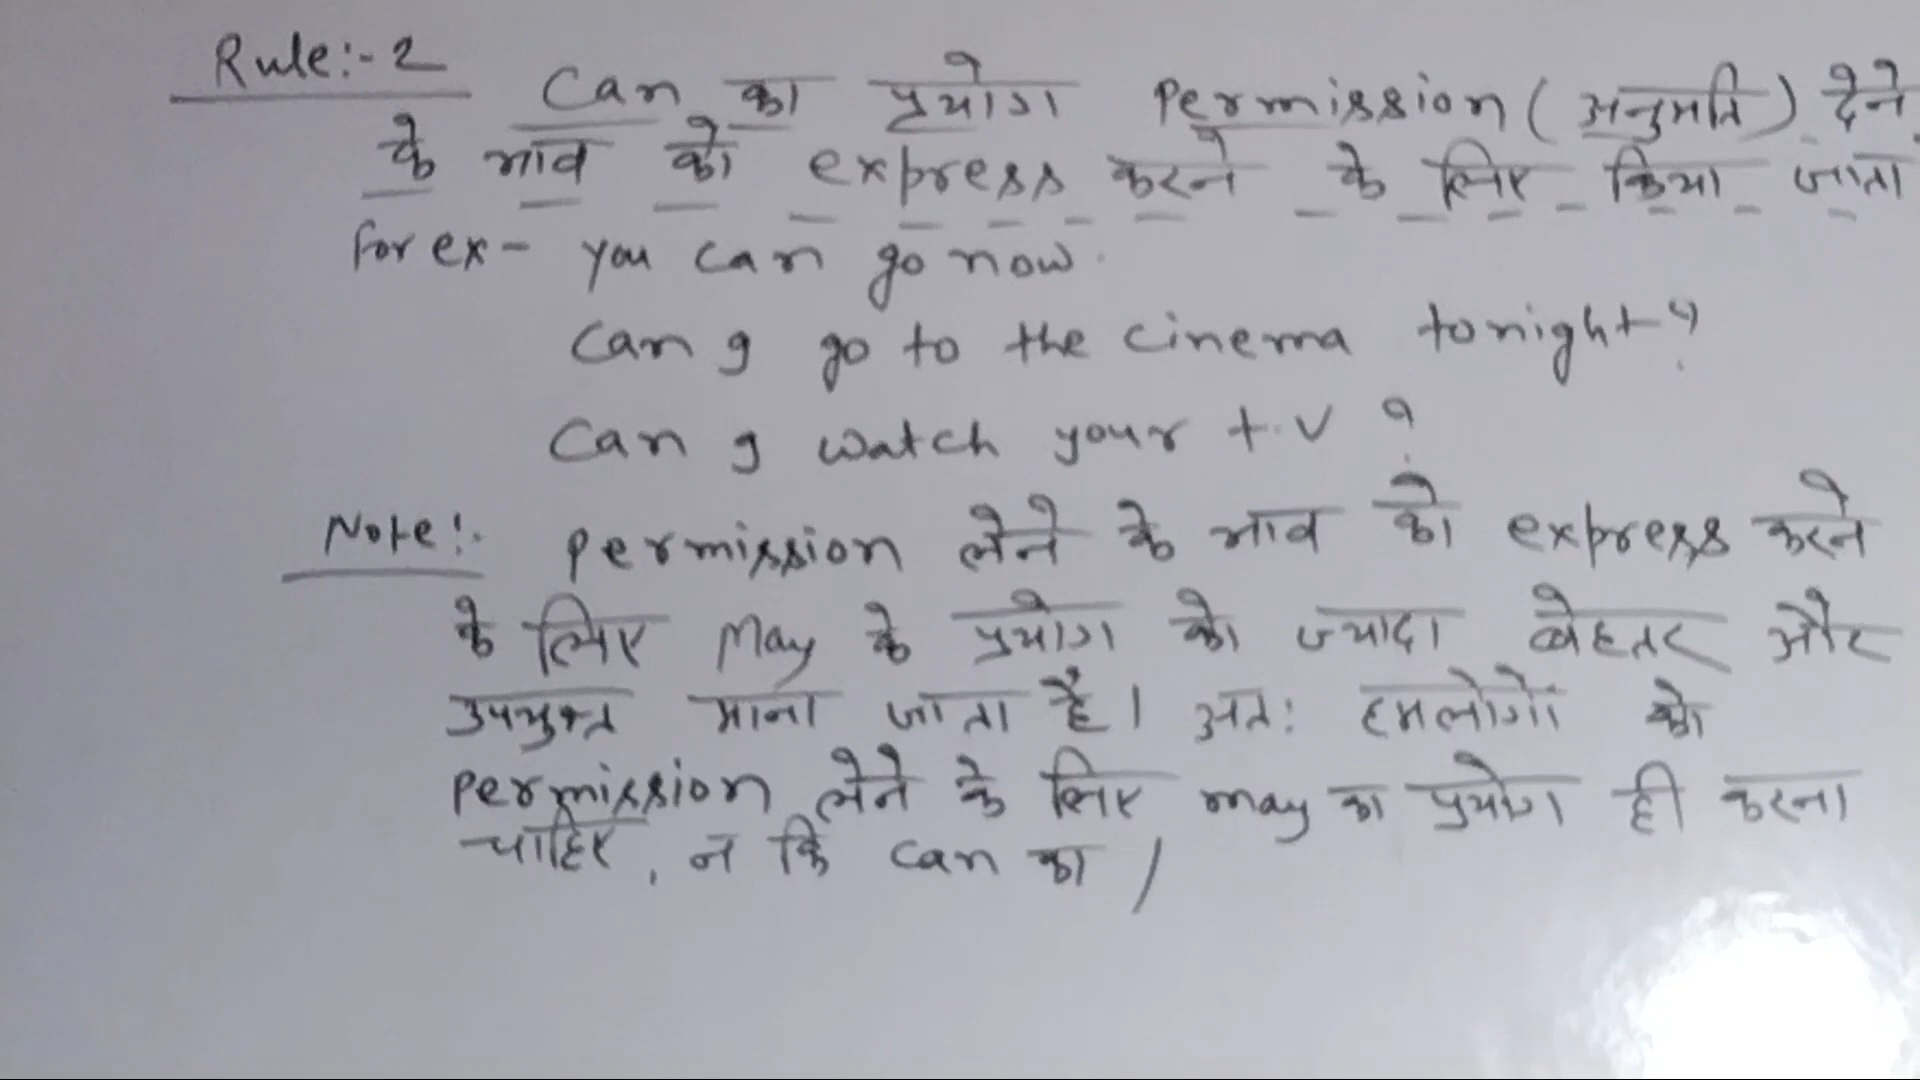 Rule:- 2
Can का प्रयोग Permission (अनुमति) देने
के भाव को express करने के लिए किया जाता
For ex- you can go now.
Can I go to the cinema tonight?
Can I watch your t.v ?
Note:- Permission लेने के भाव को express करने
के लिए May के प्रयोग को ज्यादा बेहतर और
उपयुक्त माना जाता है। अतः हमलोगों को
Permission लेने के लिए may का प्रयोग ही करना
चाहिए, न कि can का /